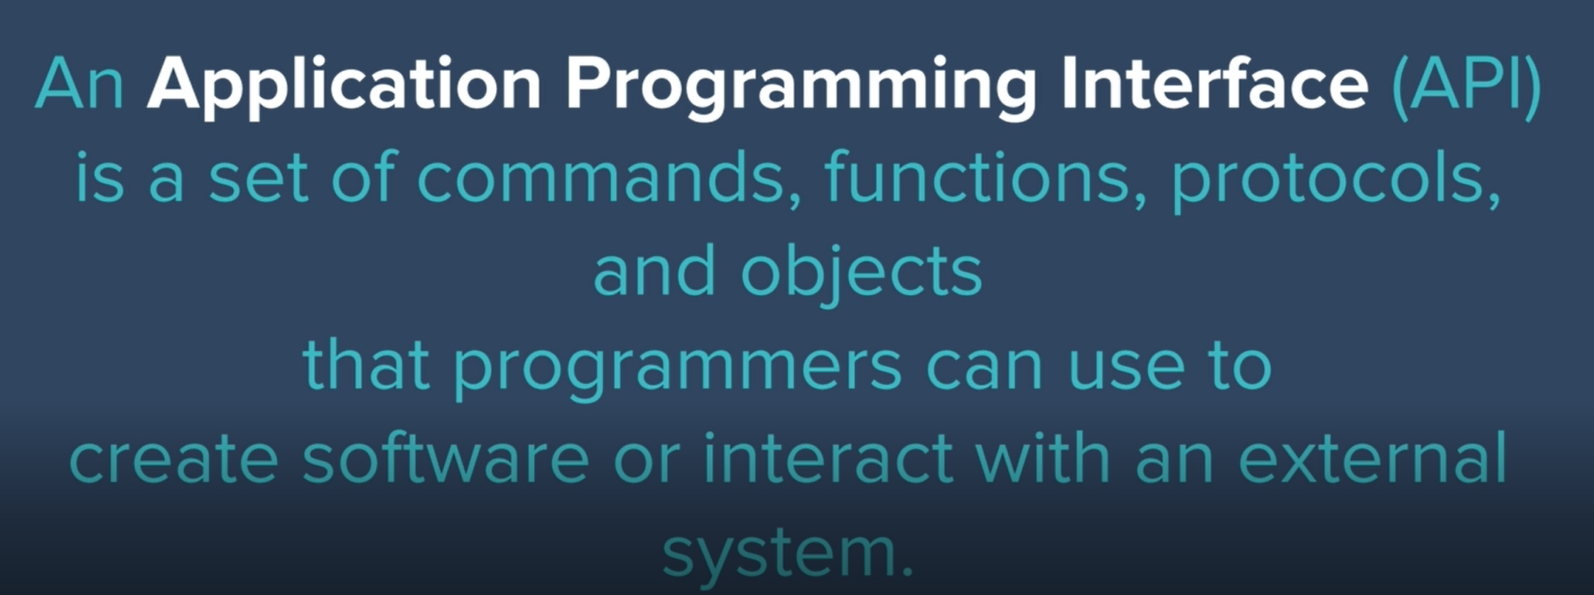 An Application Programming Interface (API)
is a set of commands, functions, protocols,
and objects
that programmers can use to
create software or interact with an external
system.